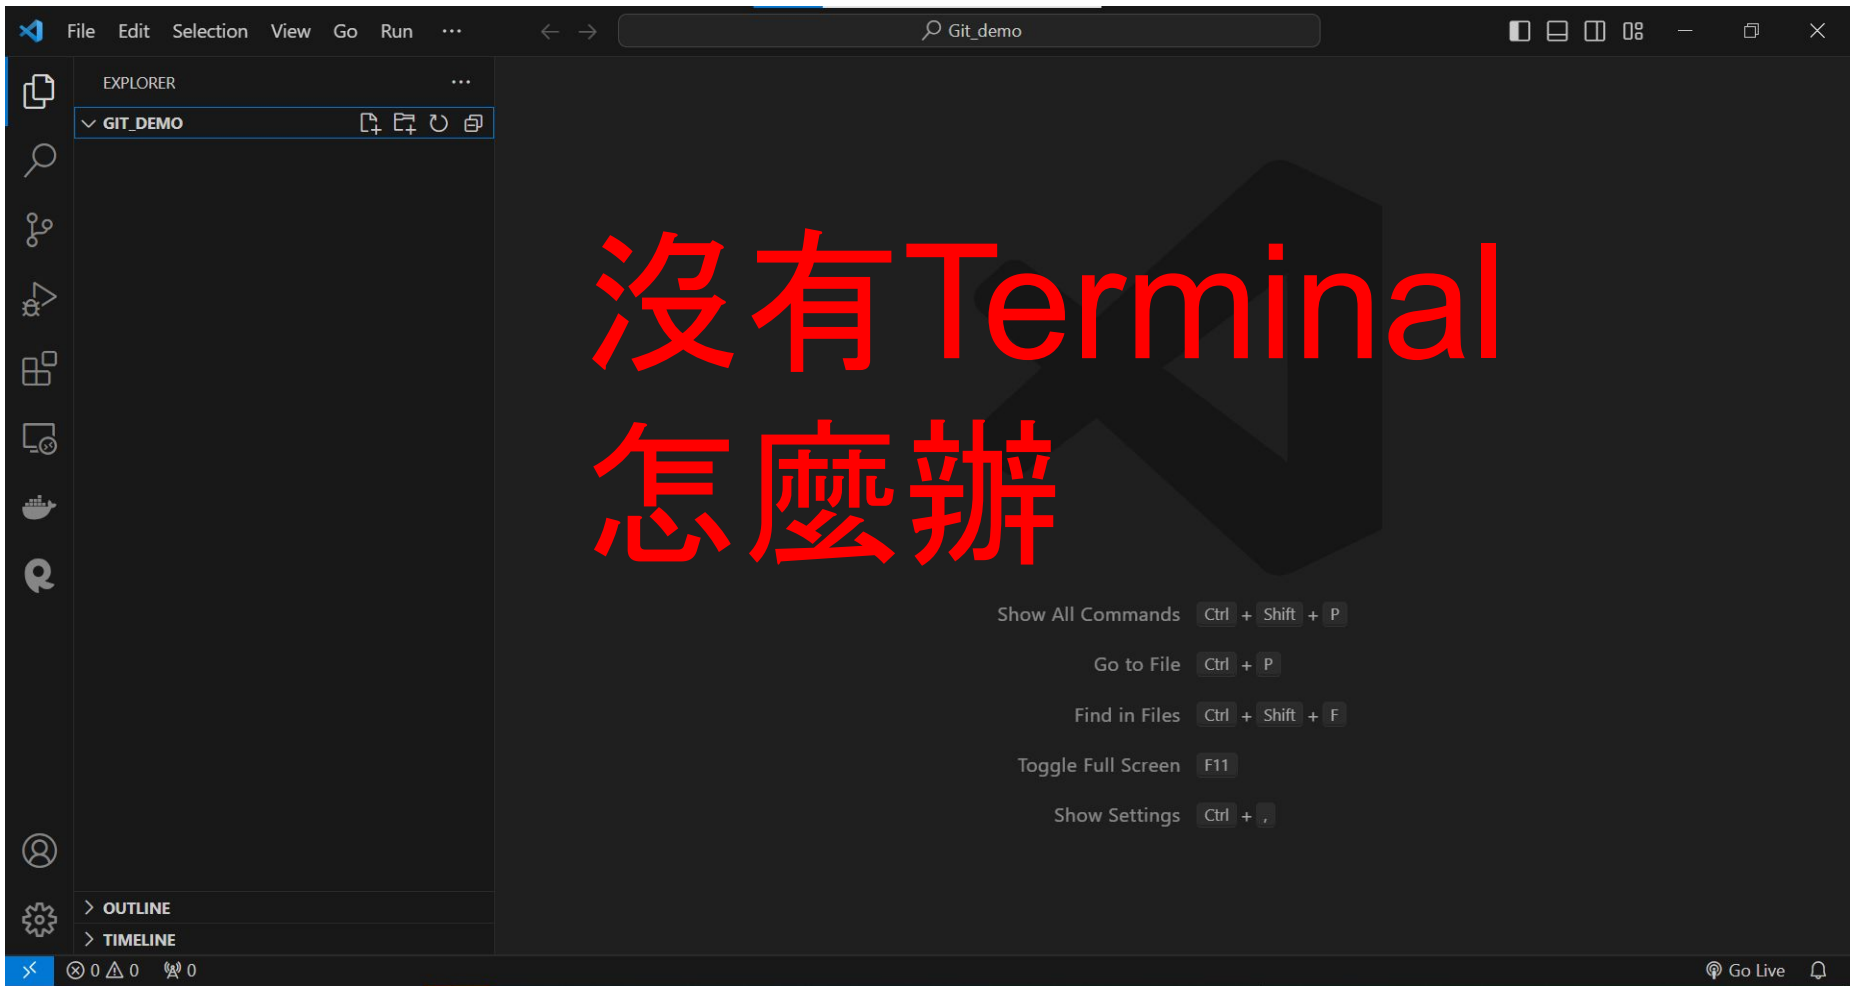 File Edit Selection View Go Run ···
Git_demo
EXPLORER
GIT_DEMO
沒有Terminal
怎麼辦
Show All Commands Ctrl + Shift + P
Go to File Ctrl + P
Find in Files Ctrl + Shift + F
Toggle Full Screen F11
Show Settings Ctrl + ,
OUTLINE
TIMELINE
0 0 0
Go Live